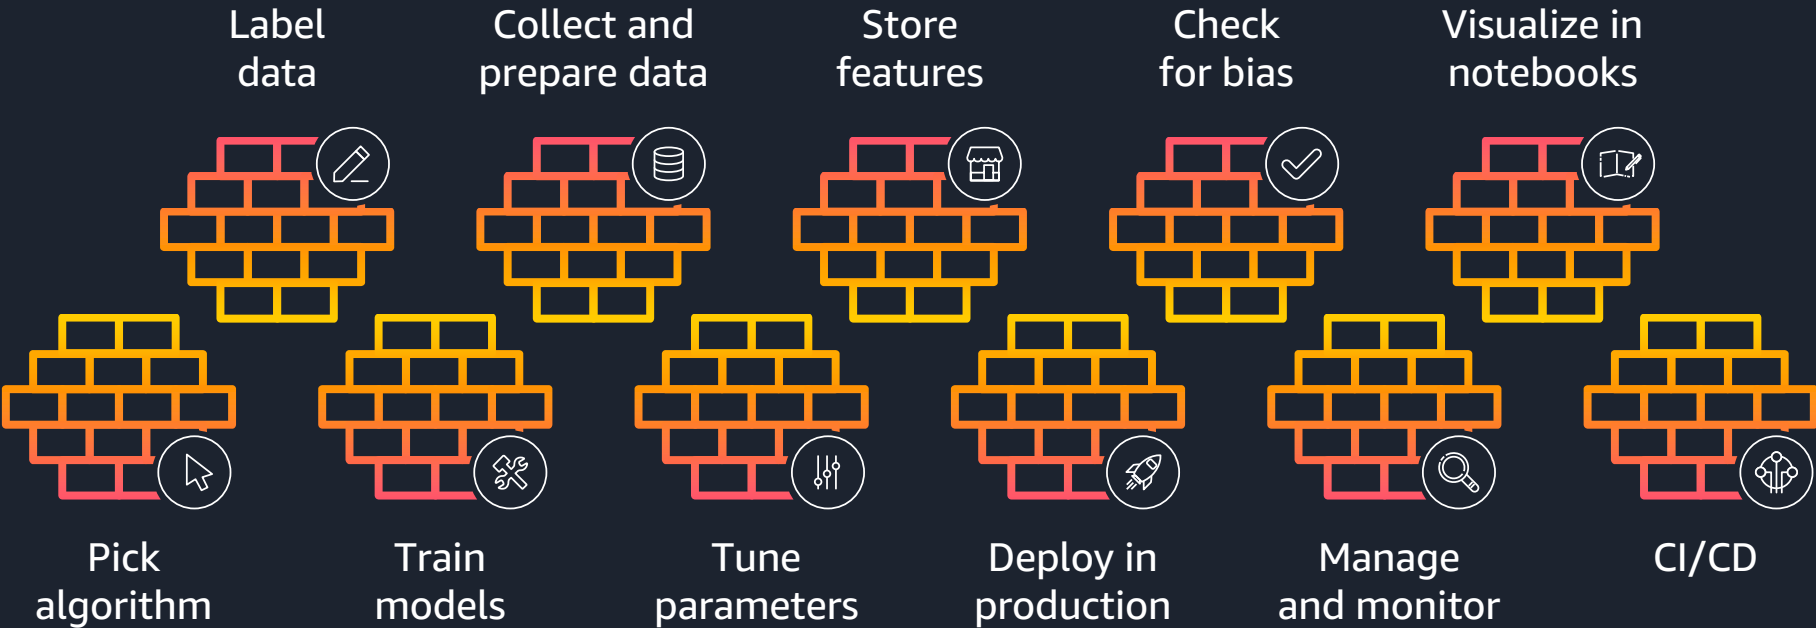 Label
data
Collect and
prepare data
Store
features
Check
for bias
Visualize in
notebooks
Pick
algorithm
Train
models
Tune
parameters
Deploy in
production
Manage
and monitor
CI/CD